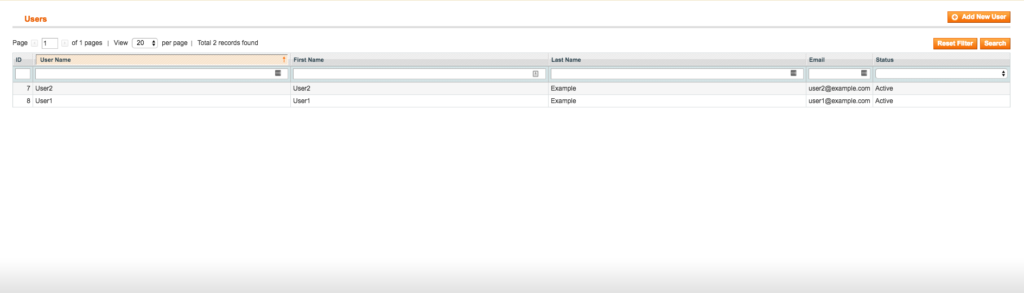 Users
Add New User
Page 1 of 1 pages | View 20 per page | Total 2 records found
Reset Filter Search
ID User Name First Name Last Name Email Status
7 User2 User2 Example user2@example.com Active
8 User1 User1 Example user1@example.com Active